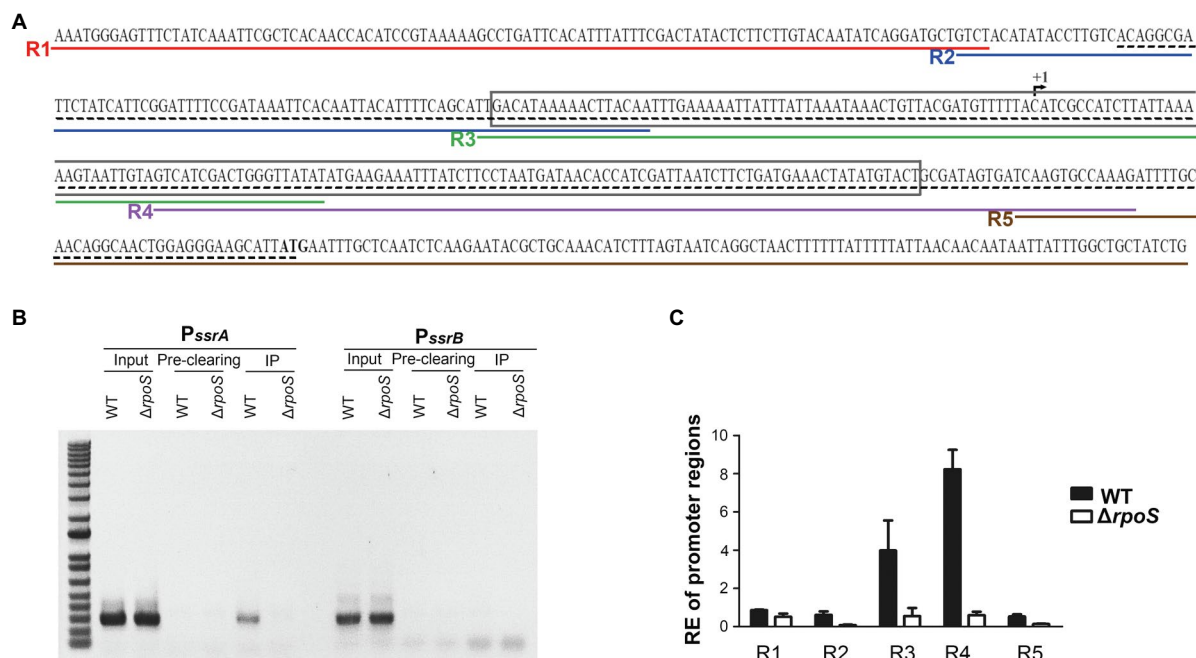 A
AAATGGGAGTTTCTATCAAATTCGCTCACAACCACATCCGTAAAAAGCCTGATTCACATTTATTTCGACTATACTCTTCTTGTACAATATCAGGATGCTGTCTACATATACCTTGTCACAGGCGA
R1
R2
+1
TTCTATCATTCGGATTTTCCGATAAATTCACAATTACATTTTCAGCATTGACATAAAAACTTACAATTTGAAAAATTATTTATTAAATAAACTGTTACGATGTTTTTACATCGCCATCTTATTAAAA
R3
AAGTAATTGTAGTCATCGACTGGGTTATATATGAAGAAATTTATCTTCCTAATGATAACACCATCGATTAATCTTCTGATGAAACTATATGTACTGCGATAGTGATCAAGTGCCAAAGATTTTGC
R4
R5
AACAGGCAACTGGAGGGAAGCATTATGAATTTGCTCAATCTCAAGAATACGCTGCAAACATCTTTAGTAATCAGGCTAACTTTTTTATTTTTATTAACAACAATAATTATTTGGCTGCTATCTG
B
PssrA PssrB
Input Pre-clearing IP Input Pre-clearing IP
WT ΔrpoS WT ΔrpoS WT ΔrpoS WT ΔrpoS WT ΔrpoS WT ΔrpoS
C
RE of promoter regions
10
8
6
4
2
0
R1 R2 R3 R4 R5
WT
ΔrpoS